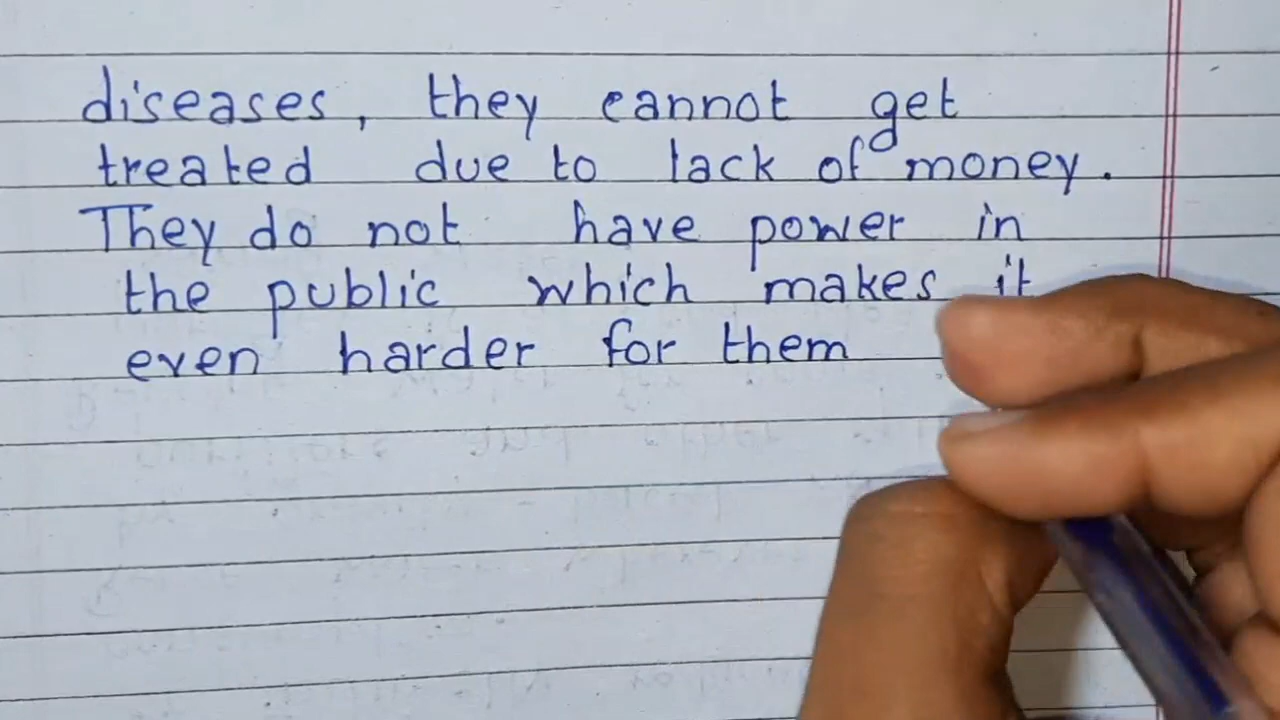 diseases, they cannot get
treated due to lack of money.
They do not have power in
the public which makes it
even harder for them